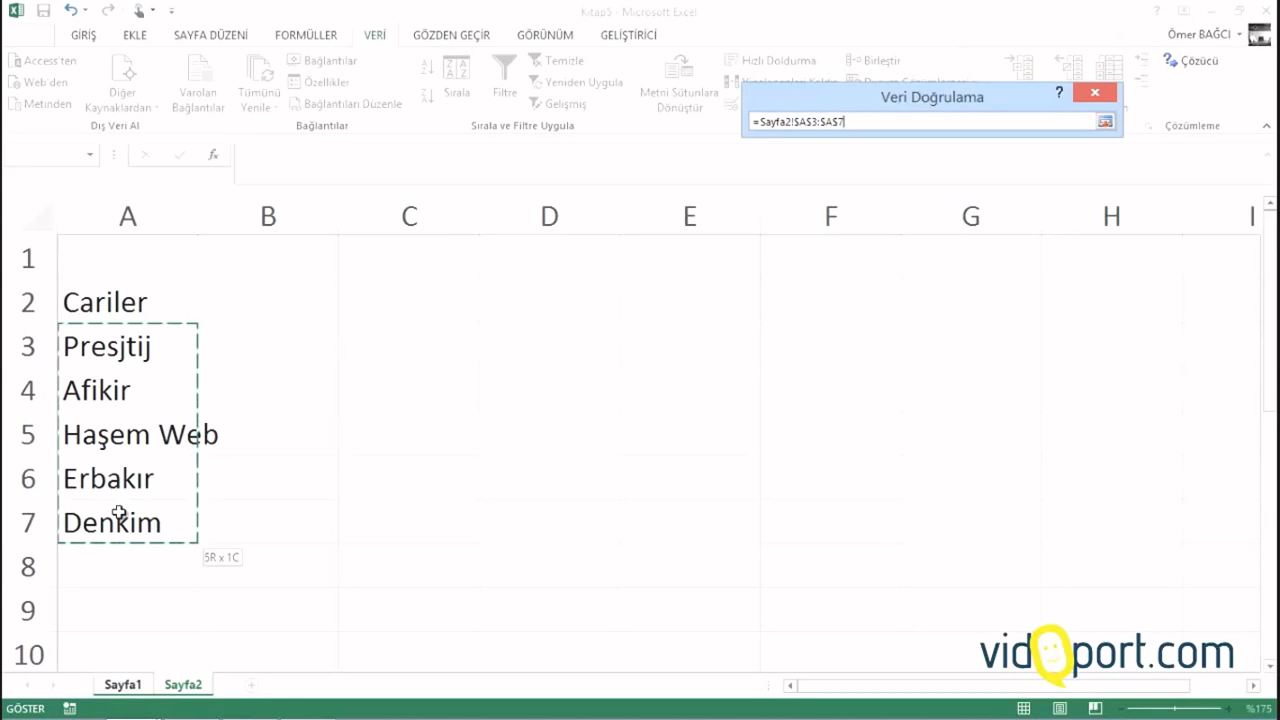 Kitap5 - Microsoft Excel
GİRİŞ EKLE SAYFA DÜZENİ FORMÜLLER VERİ GÖZDEN GEÇİR GÖRÜNÜM GELİŞTİRİCİ Ömer BAĞCI
Access'ten
Web'den
Metinden
Diğer
Kaynaklardan
Varolan
Bağlantılar
Dış Veri Al
Tümünü
Yenile
Bağlantılar
Özellikler
Bağlantıları Düzenle
Bağlantılar
Sırala
Filtre
Temizle
Yeniden Uygula
Gelişmiş
Sırala ve Filtre Uygula
Metni Sütunlara
Dönüştür
Hızlı Doldurma
Birleştir
Çözücü
Çözümleme
Veri Doğrulama
?
=Sayfa2!$A$3:$A$7
fx
A B C D E F G H I
1
2 Cariler
3 Presjtij
4 Afikir
5 Haşem Web
6 Erbakır
7 Denkim
5R x 1C
8
9
10
vidoport.com
Sayfa1 Sayfa2
GÖSTER %175